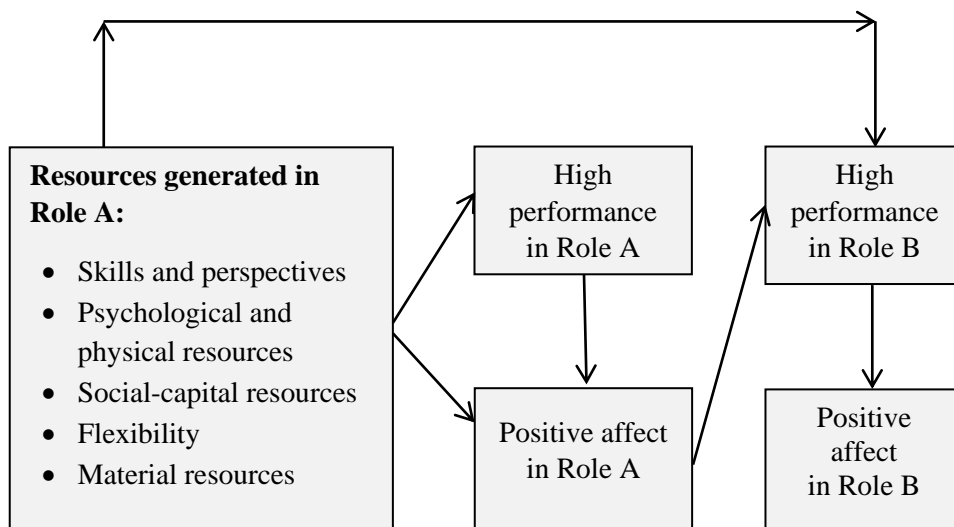 Resources generated in
Role A:
• Skills and perspectives
• Psychological and
physical resources
• Social-capital resources
• Flexibility
• Material resources
High
performance
in Role A
Positive affect
in Role A
High
performance
in Role B
Positive
affect
in Role B